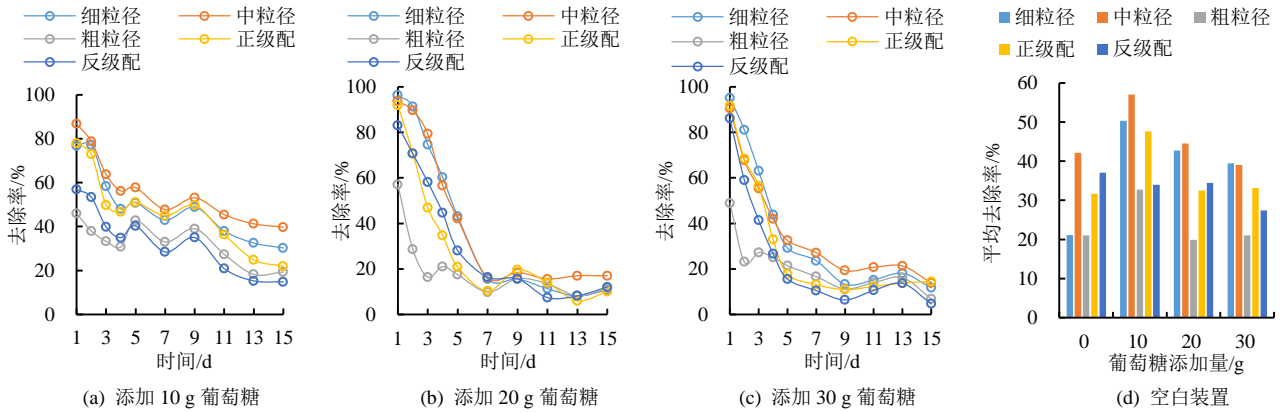 细粒径 中粒径
粗粒径 正级配
反级配
去除率/%
100
80
60
40
20
0
1 3 5 7 9 11 13 15
时间/d
(a) 添加 10 g 葡萄糖
细粒径 中粒径
粗粒径 正级配
反级配
去除率/%
100
80
60
40
20
0
1 3 5 7 9 11 13 15
时间/d
(b) 添加 20 g 葡萄糖
细粒径 中粒径
粗粒径 正级配
反级配
去除率/%
100
80
60
40
20
0
1 3 5 7 9 11 13 15
时间/d
(c) 添加 30 g 葡萄糖
细粒径 中粒径 粗粒径
正级配 反级配
平均去除率/%
60
50
40
30
20
10
0
0 10 20 30
葡萄糖添加量/g
(d) 空白装置